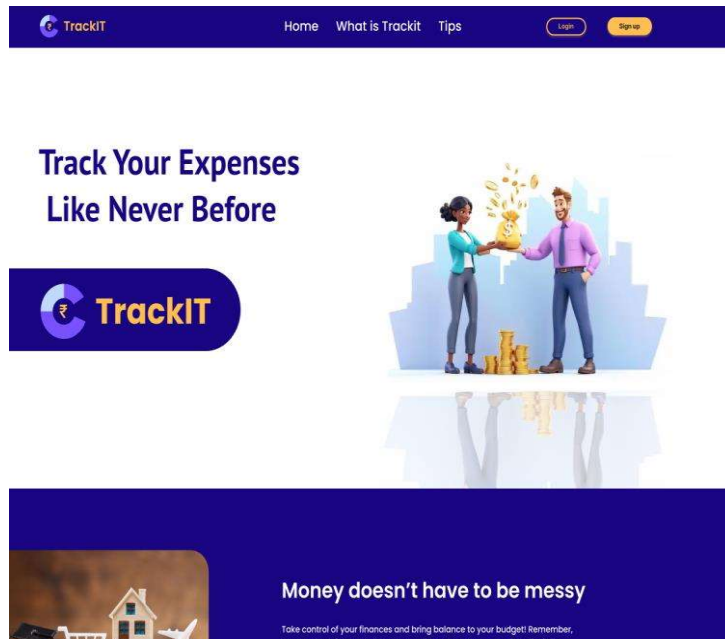 ₹ TrackIT
Home What is Trackit Tips
Login
Sign up
Track Your Expenses
Like Never Before
$
₹ TrackIT
Money doesn't have to be messy
Take control of your finances and bring balance to your budget! Remember,